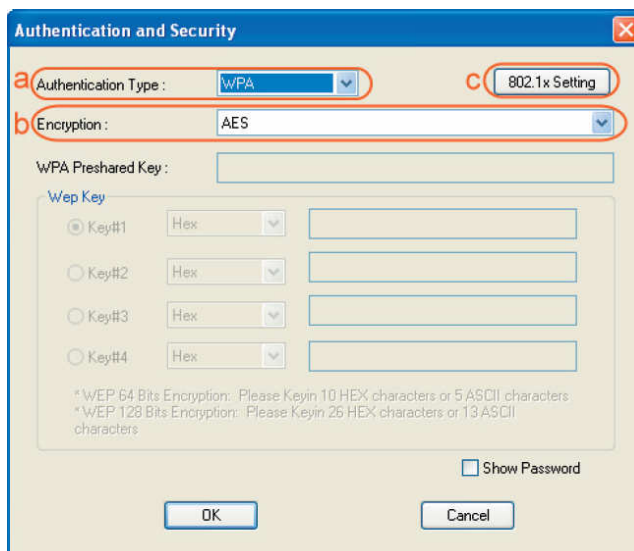 Authentication and Security
a Authentication Type : WPA c 802.1x Setting
b Encryption : AES
WPA Preshared Key :
Wep Key
Key#1 Hex
Key#2 Hex
Key#3 Hex
Key#4 Hex
* WEP 64 Bits Encryption: Please Keyin 10 HEX characters or 5 ASCII characters
* WEP 128 Bits Encryption: Please Keyin 26 HEX characters or 13 ASCII
characters
Show Password
OK Cancel